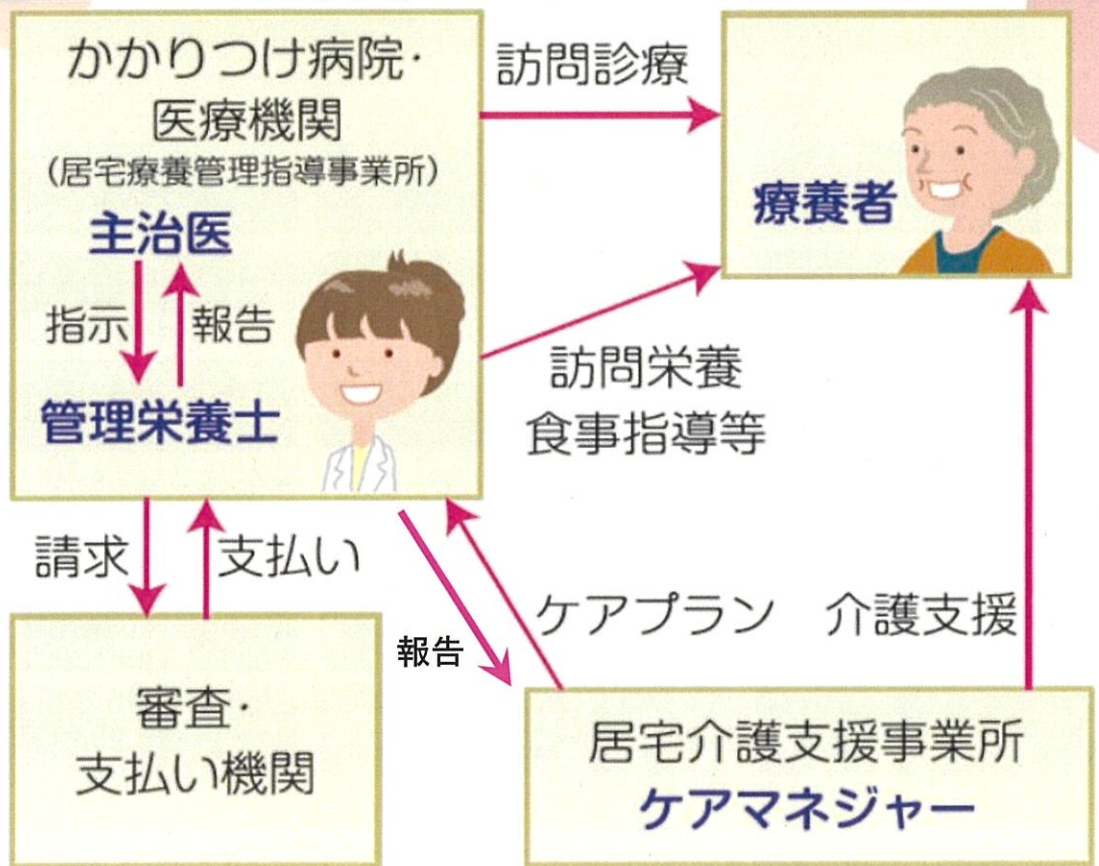 かかりつけ病院・
医療機関
（居宅療養管理指導事業所）
主治医
指示
報告
管理栄養士
訪問診療
療養者
訪問栄養
食事指導等
請求
支払い
報告
ケアプラン
介護支援
審査・
支払い機関
居宅介護支援事業所
ケアマネジャー